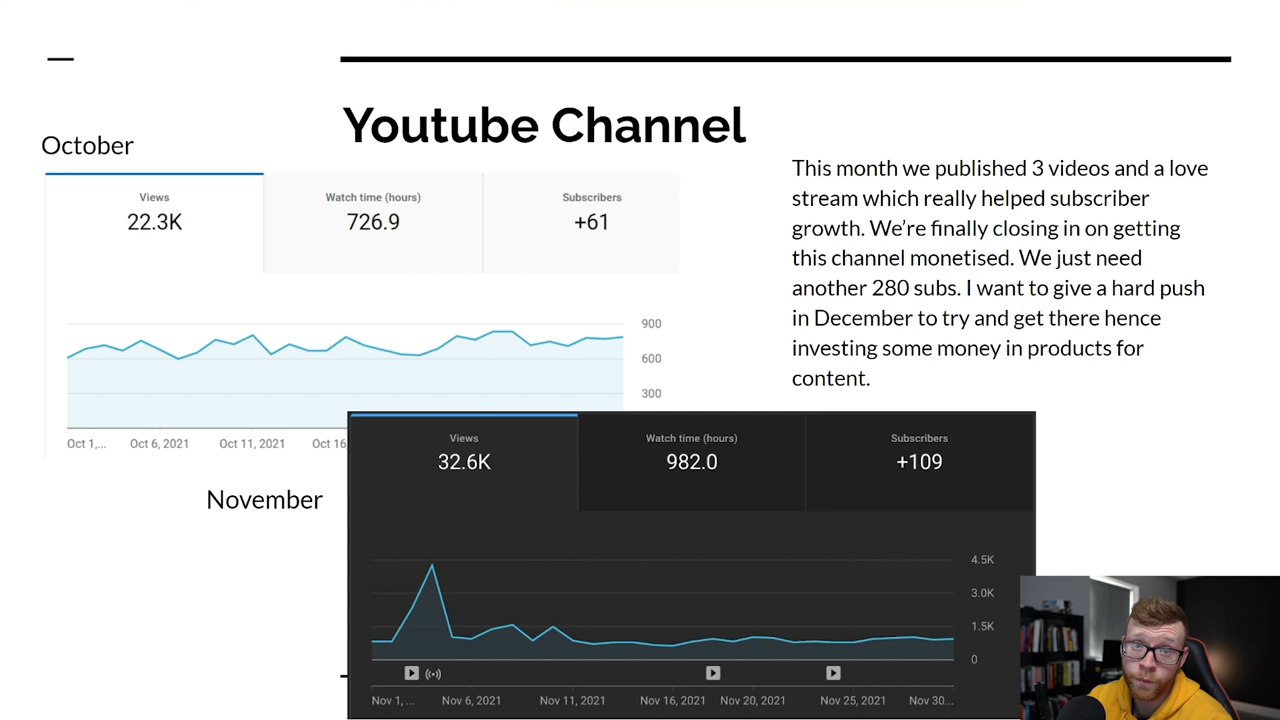 Youtube Channel
October
Views
22.3K
Watch time (hours)
726.9
Subscribers
+61
900
600
300
Oct 1,...
Oct 6, 2021
Oct 11, 2021
Oct 16
This month we published 3 videos and a love
stream which really helped subscriber
growth. We’re finally closing in on getting
this channel monetised. We just need
another 280 subs. I want to give a hard push
in December to try and get there hence
investing some money in products for
content.
November
Views
32.6K
Watch time (hours)
982.0
Subscribers
+109
4.5K
3.0K
1.5K
0
Nov 1, ...
Nov 6, 2021
Nov 11, 2021
Nov 16, 2021
Nov 20, 2021
Nov 25, 2021
Nov 30...